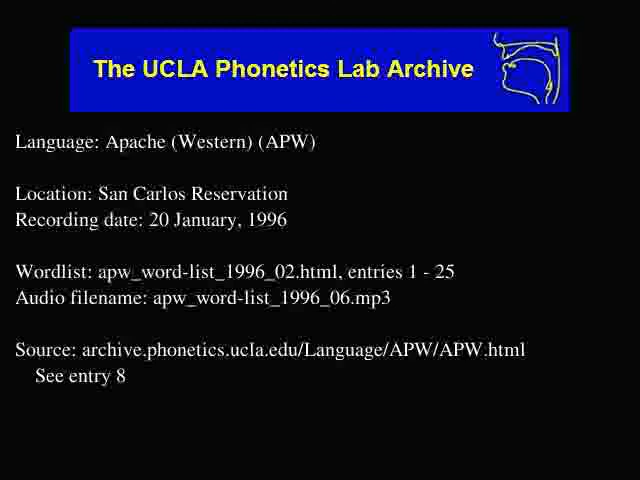 The UCLA Phonetics Lab Archive
Language: Apache (Western) (APW)
Location: San Carlos Reservation
Recording date: 20 January, 1996
Wordlist: apw_word-list_1996_02.html, entries 1 - 25
Audio filename: apw_word-list_1996_06.mp3
Source: archive.phonetics.ucla.edu/Language/APW/APW.html
See entry 8